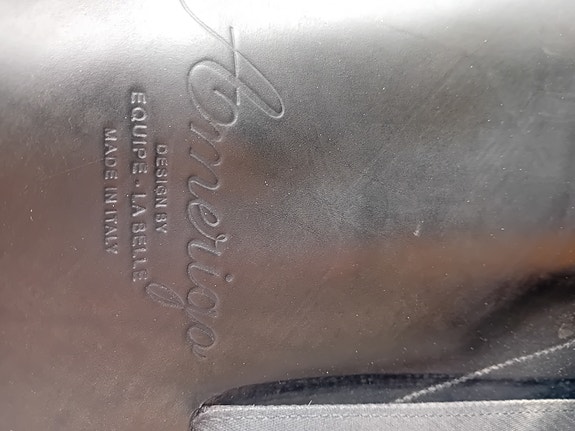 Amerigo
DESIGN BY
EQUIPE • LA BELLE
MADE IN ITALY